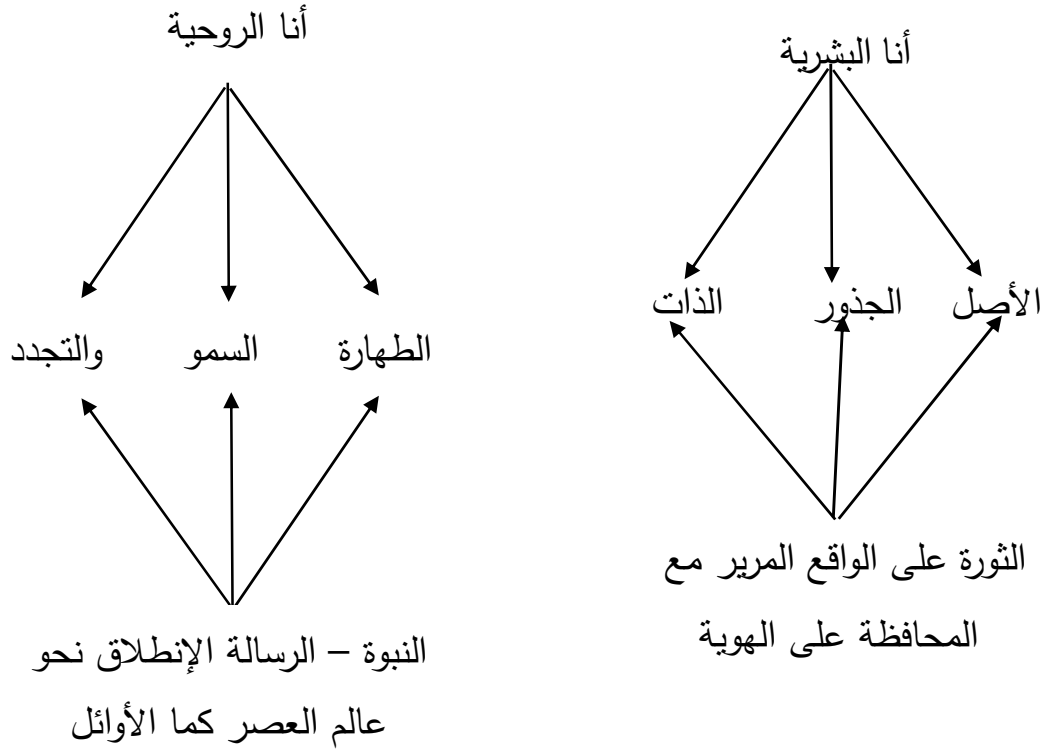 أنا البشرية
الأصل الجذور الذات
الثورة على الواقع المرير مع
المحافظة على الهوية
أنا الروحية
الطهارة السمو والتجدد
النبوة – الرسالة الإنطلاق نحو
عالم العصر كما الأوائل